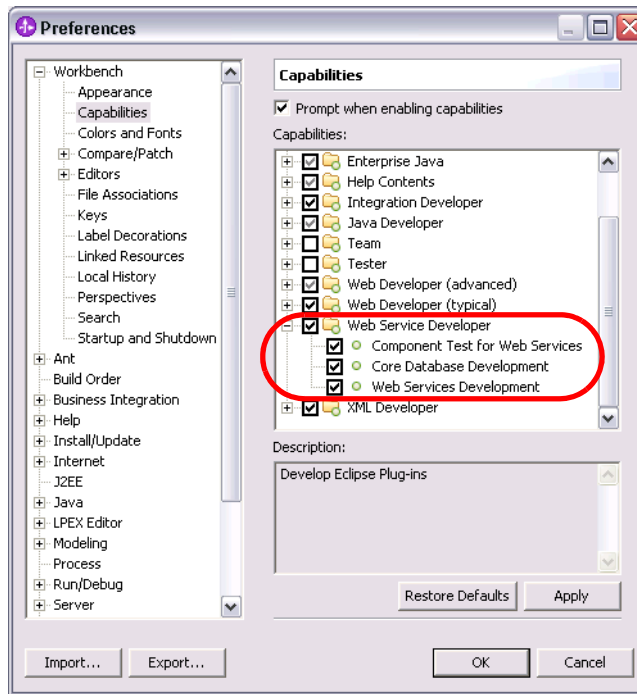 Preferences
Workbench
Appearance
Capabilities
Colors and Fonts
Compare/Patch
Editors
File Associations
Keys
Label Decorations
Linked Resources
Local History
Perspectives
Search
Startup and Shutdown
Ant
Build Order
Business Integration
Help
Install/Update
Internet
J2EE
Java
LPEX Editor
Modeling
Process
Run/Debug
Server
Capabilities
Prompt when enabling capabilities
Capabilities:
Enterprise Java
Help Contents
Integration Developer
Java Developer
Team
Tester
Web Developer (advanced)
Web Developer (typical)
Web Service Developer
Component Test for Web Services
Core Database Development
Web Services Development
XML Developer
Description:
Develop Eclipse Plug-ins
Restore Defaults
Apply
Import...
Export...
OK
Cancel